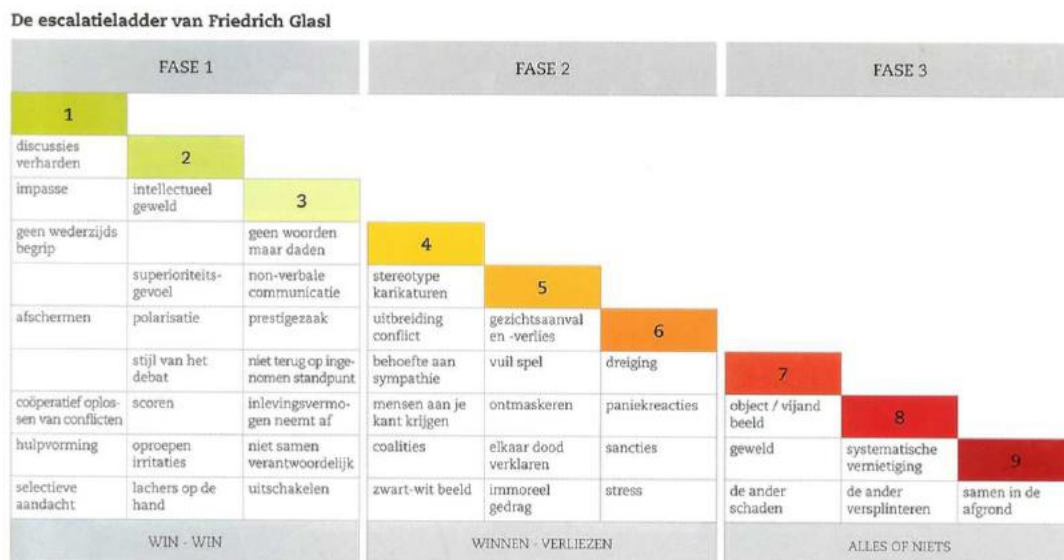 De escalatieladder van Friedrich Glasl
FASE 1
FASE 2
FASE 3
1
discussies
verharden
impasse
geen wederzijds
begrip
afschermen
coöperatief oplos-
sen van conflicten
hulpvorming
selectieve
aandacht
2
intellectueel
geweld
superioriteits-
gevoel
polarisatie
stijl van het
debat
scoren
oproepen
irritaties
lachers op de
hand
3
geen woorden
maar daden
non-verbale
communicatie
prestigezaak
niet terug op inge-
nomen standpunt
inlevingsvermo-
gen neemt af
niet samen
verantwoordelijk
uitschakelen
4
stereotype
karikaturen
uitbreiding
conflict
behoefte aan
sympathie
mensen aan je
kant krijgen
coalities
zwart-wit beeld
5
gezichtsaanval
en -verlies
vuil spel
ontmaskeren
elkaar dood
verklaren
immoreel
gedrag
6
dreiging
paniekreacties
sancties
stress
7
object / vijand
beeld
geweld
de ander
schaden
8
systematische
vernietiging
de ander
versplinteren
9
samen in de
afgrond
WIN - WIN
WINNEN - VERLIEZEN
ALLES OF NIETS